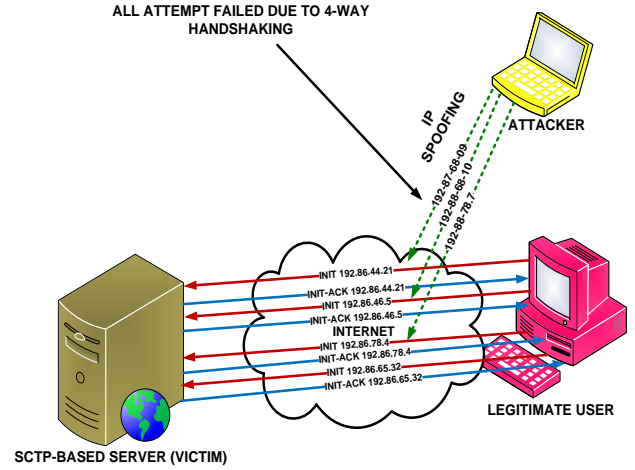 ALL ATTEMPT FAILED DUE TO 4-WAY
HANDSHAKING
IP
SPOOFING
ATTACKER
192-87-68-09
192-88-68-10
192-88-78.7
INIT 192.86.44.21
INIT-ACK 192.86.44.21
INIT 192.86.46.5
INIT-ACK 192.86.46.5
INTERNET
INIT 192.86.78.4
INIT-ACK 192.86.78.4
INIT 192.86.65.32
INIT-ACK 192.86.65.32
LEGITIMATE USER
SCTP-BASED SERVER (VICTIM)